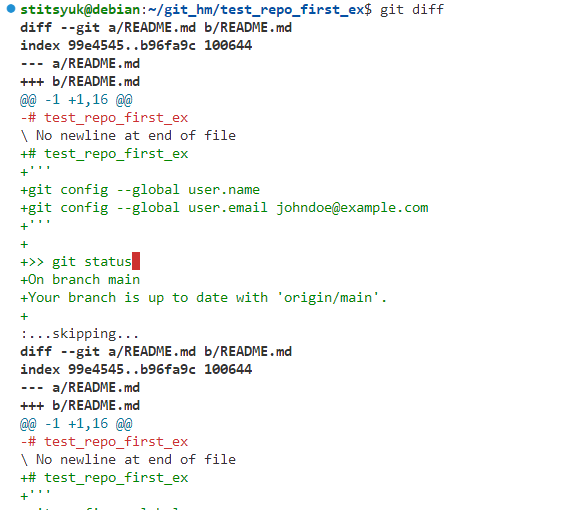 stitsyuk@debian:~/git_hm/test_repo_first_ex$ git diff
diff --git a/README.md b/README.md
index 99e4545..b96fa9c 100644
--- a/README.md
+++ b/README.md
@@ -1 +1,16 @@
-# test_repo_first_ex
\ No newline at end of file
+# test_repo_first_ex
+'''
+git config --global user.name
+git config --global user.email johndoe@example.com
+'''
+
+>> git status
+On branch main
+Your branch is up to date with 'origin/main'.
+
:...skipping...
diff --git a/README.md b/README.md
index 99e4545..b96fa9c 100644
--- a/README.md
+++ b/README.md
@@ -1 +1,16 @@
-# test_repo_first_ex
\ No newline at end of file
+# test_repo_first_ex
+'''